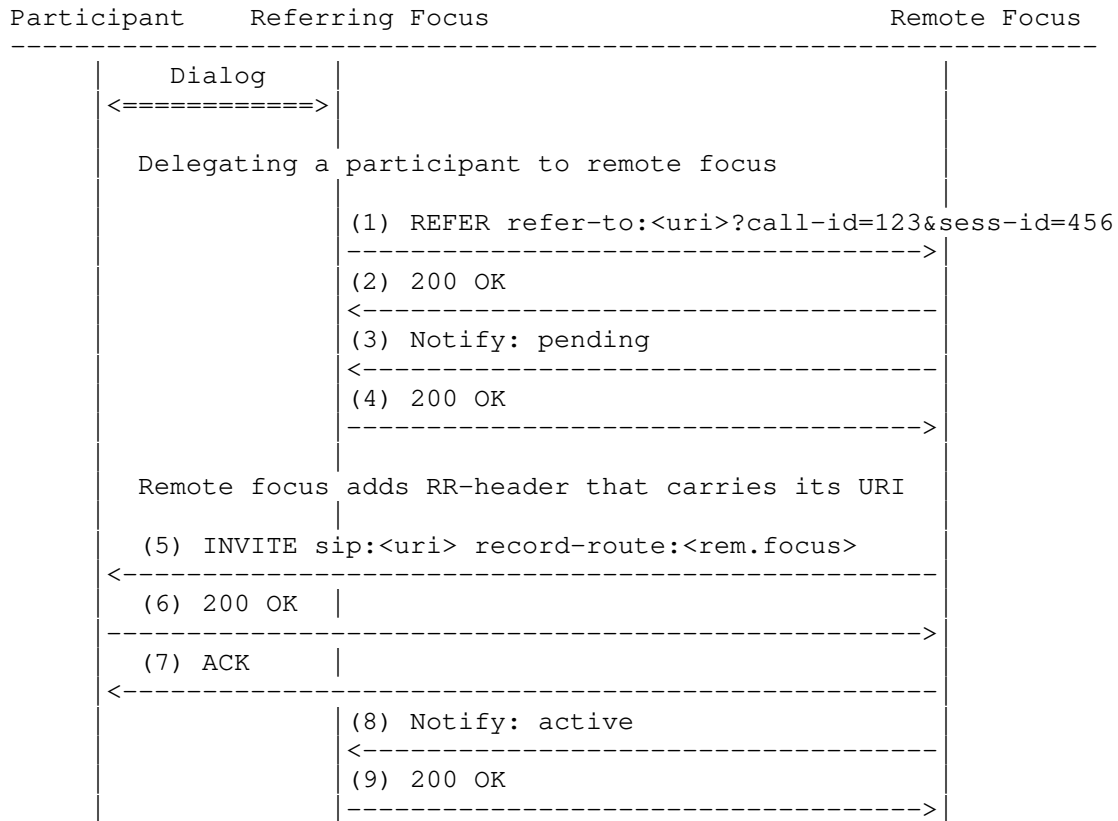 Participant Referring Focus Remote Focus
Dialog
Delegating a participant to remote focus
(1) REFER refer-to:<uri>?call-id=123&sess-id=456
(2) 200 OK
(3) Notify: pending
(4) 200 OK
Remote focus adds RR-header that carries its URI
(5) INVITE sip:<uri> record-route:<rem.focus>
(6) 200 OK
(7) ACK
(8) Notify: active
(9) 200 OK